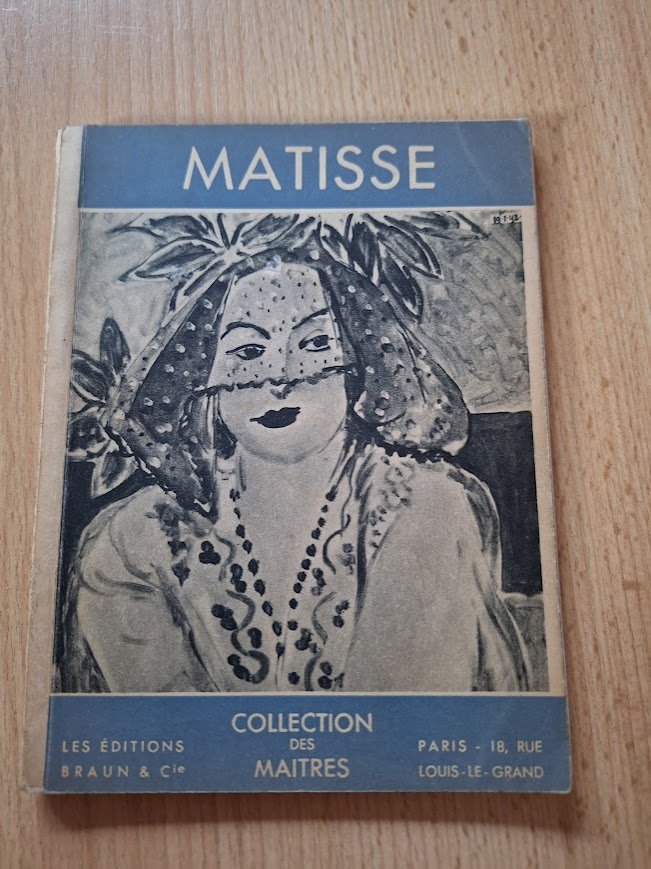 MATISSE
LES ÉDITIONS
BRAUN & Cie
COLLECTION
DES
MAITRES
PARIS - 18, RUE
LOUIS-LE-GRAND